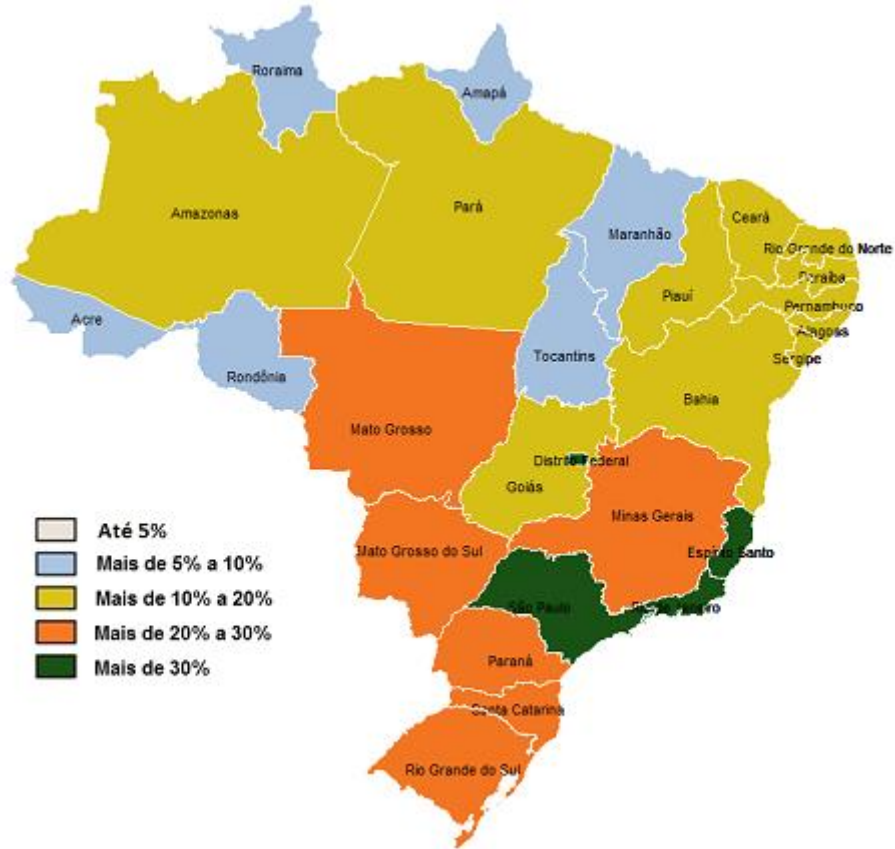 Roraima
Amapá
Amazonas
Pará
Maranhão
Ceará
Rio Grande do Norte
Paraíba
Piauí
Pernambuco
Alagoas
Sergipe
Acre
Rondônia
Tocantins
Bahia
Mato Grosso
Distrito Federal
Goiás
Minas Gerais
Mato Grosso do Sul
Espírito Santo
São Paulo
Rio de Janeiro
Paraná
Santa Catarina
Rio Grande do Sul
Até 5%
Mais de 5% a 10%
Mais de 10% a 20%
Mais de 20% a 30%
Mais de 30%